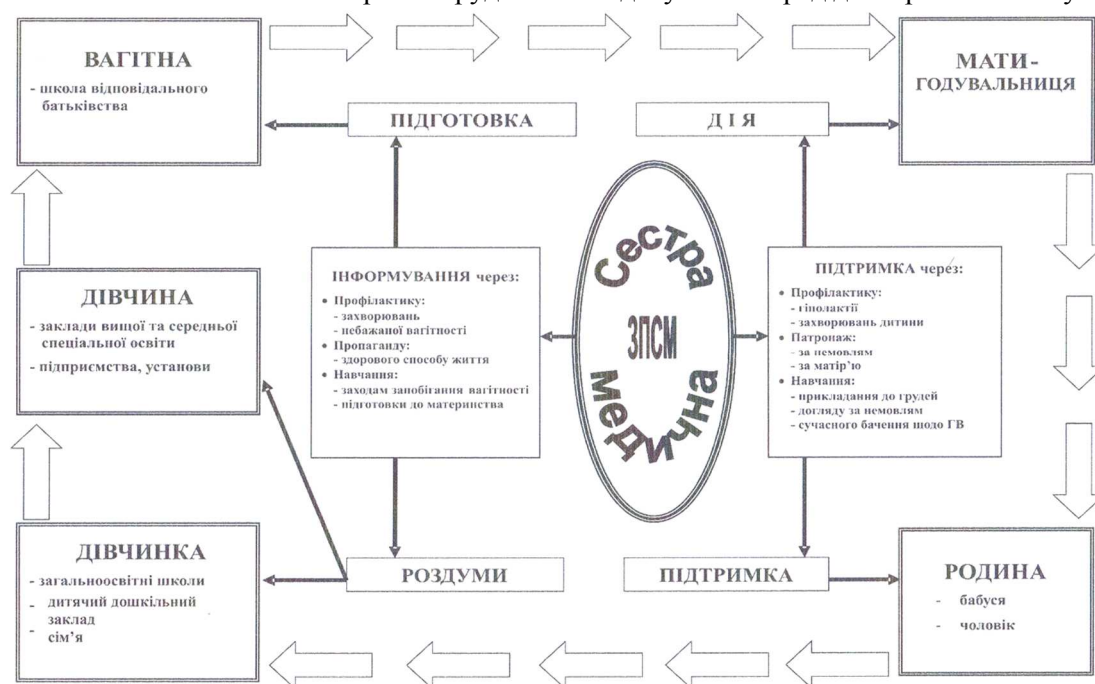 ВАГІТНА
- школа відповідального
батьківства
МАТИ-
ГОДУВАЛЬНИЦЯ
ПІДГОТОВКА
ДІЯ
ІНФОРМУВАННЯ через:
• Профілактику:
- захворювань
- небажаної вагітності
• Пропаганду:
- здорового способу життя
• Навчання:
- заходам запобігання вагітності
- підготовки до материнства
Сестра
ЗПСМ
медична
ПІДТРИМКА через:
• Профілактику:
- гіполактії
- захворювань дитини
• Патронаж:
- за немовлям
- за матір'ю
• Навчання:
- прикладання до грудей
- догляду за немовлям
- сучасного бачення щодо ГВ
ДІВЧИНА
- заклади вищої та середньої
спеціальної освіти
- підприємства, установи
ДІВЧИНКА
- загальноосвітні школи
- дитячий дошкільний
заклад
- сім'я
РОЗДУМИ
ПІДТРИМКА
РОДИНА
- бабуся
- чоловік